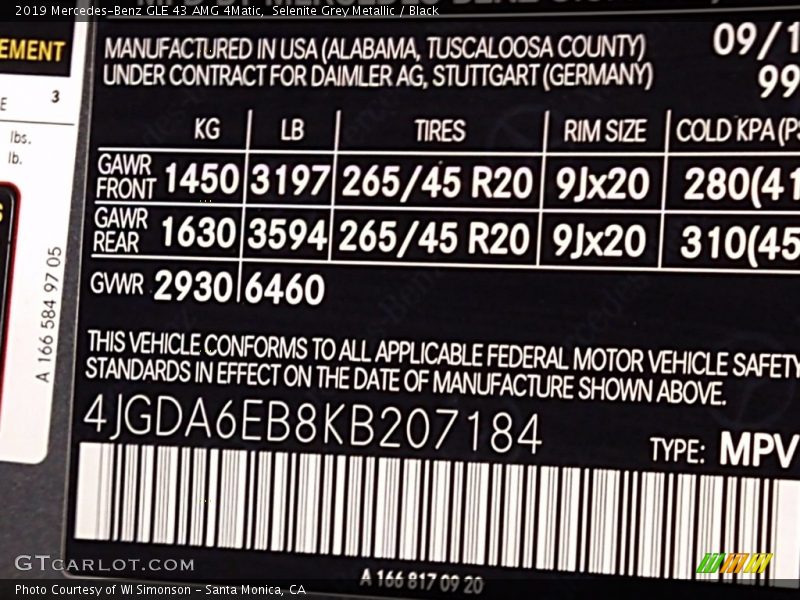 2019 Mercedes-Benz GLE 43 AMG 4Matic, Selenite Grey Metallic / Black
EMENT
E 3
lbs.
lb.
A 166 584 97 05
MANUFACTURED IN USA (ALABAMA, TUSCALOOSA COUNTY) 09/1
UNDER CONTRACT FOR DAIMLER AG, STUTTGART (GERMANY) 99
KG LB TIRES RIM SIZE COLD KPA(P
GAWR FRONT 1450 3197 265/45 R20 9Jx20 280(41
GAWR REAR 1630 3594 265/45 R20 9Jx20 310(45
GVWR 2930 6460
THIS VEHICLE CONFORMS TO ALL APPLICABLE FEDERAL MOTOR VEHICLE SAFETY
STANDARDS IN EFFECT ON THE DATE OF MANUFACTURE SHOWN ABOVE.
4JGDA6EB8KB207184
TYPE: MPV
A 166 817 09 20
GTCARLOT.COM
Photo Courtesy of WI Simonson - Santa Monica, CA